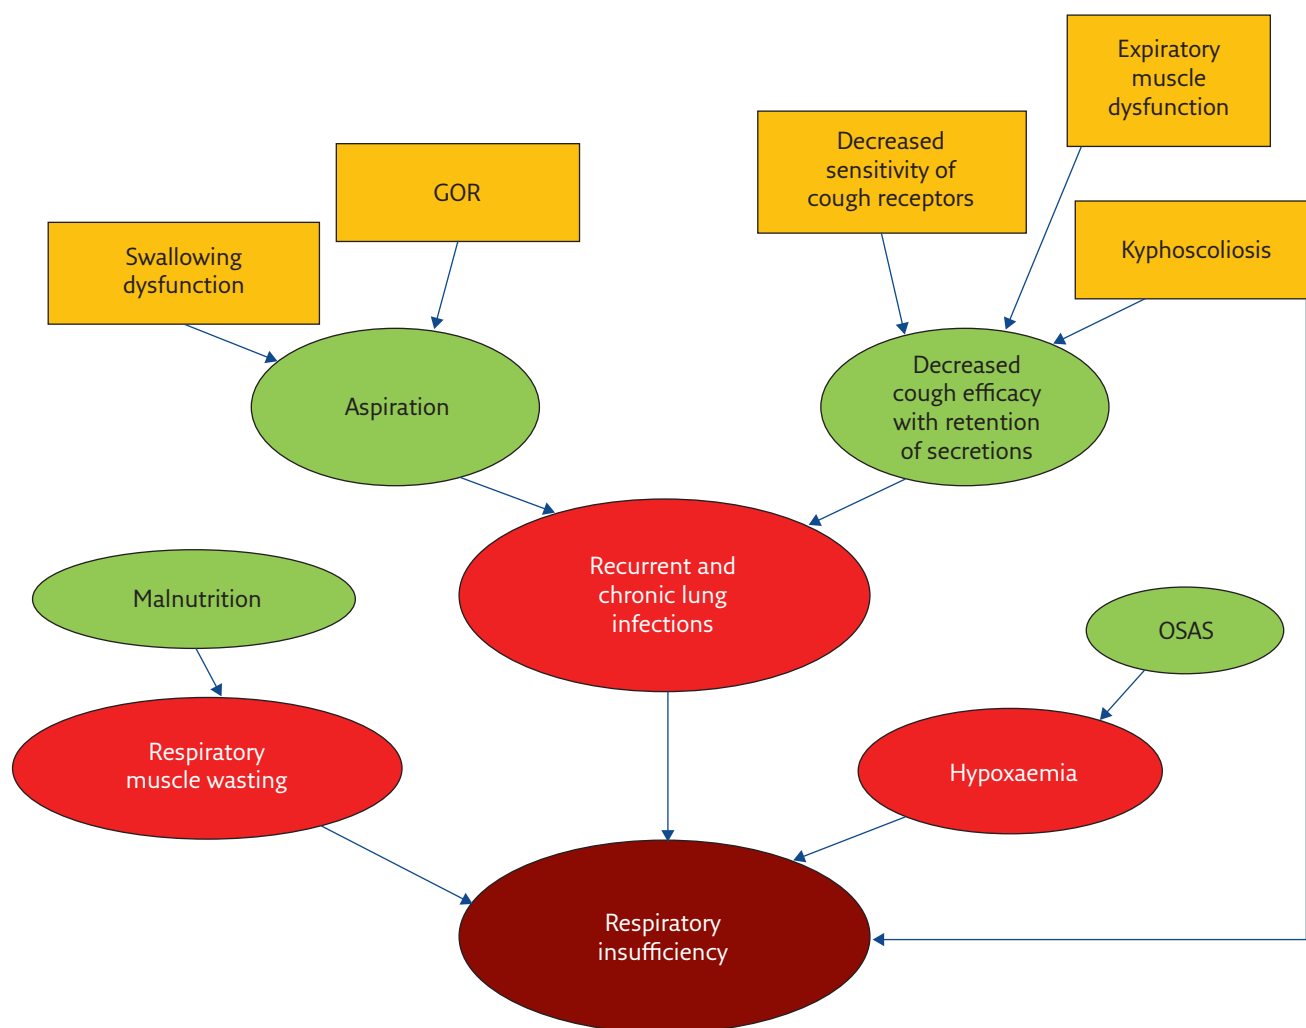 Expiratory
muscle
dysfunction
Decreased
sensitivity of
cough receptors
GOR
Swallowing
dysfunction
Kyphoscoliosis
Aspiration
Decreased
cough efficacy
with retention
of secretions
Recurrent and
chronic lung
infections
Malnutrition
OSAS
Respiratory
muscle wasting
Hypoxaemia
Respiratory
insufficiency